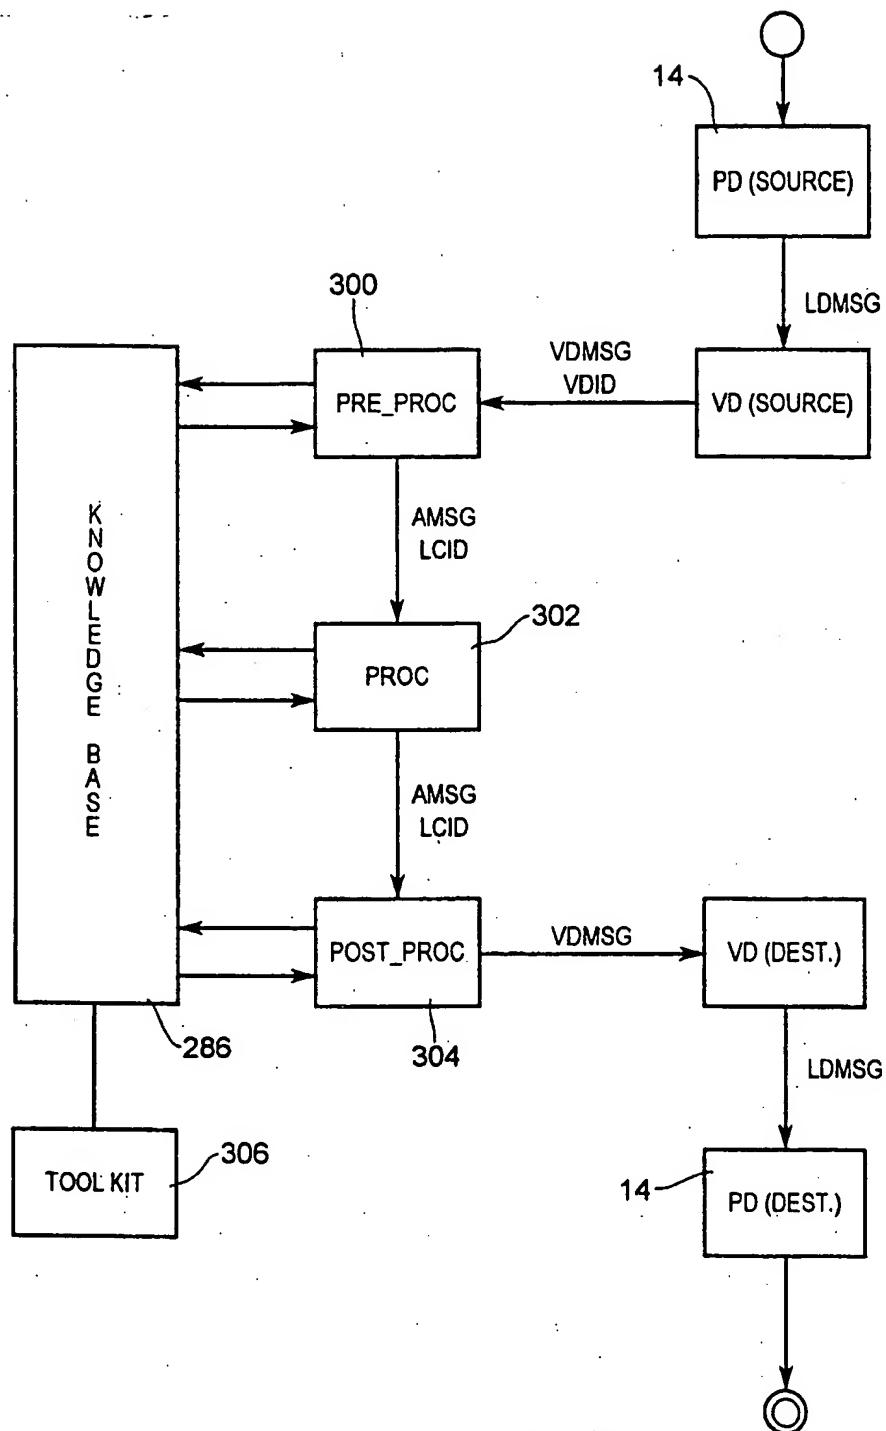 14
PD (SOURCE)
LDMSG
300
VDMSG
VDID
PRE_PROC
VD (SOURCE)
KNOWLEDGE BASE
AMSG
LCID
302
PROC
AMSG
LCID
POST_PROC
VDMSG
VD (DEST.)
286
304
LDMSG
TOOL KIT
306
14
PD (DEST.)